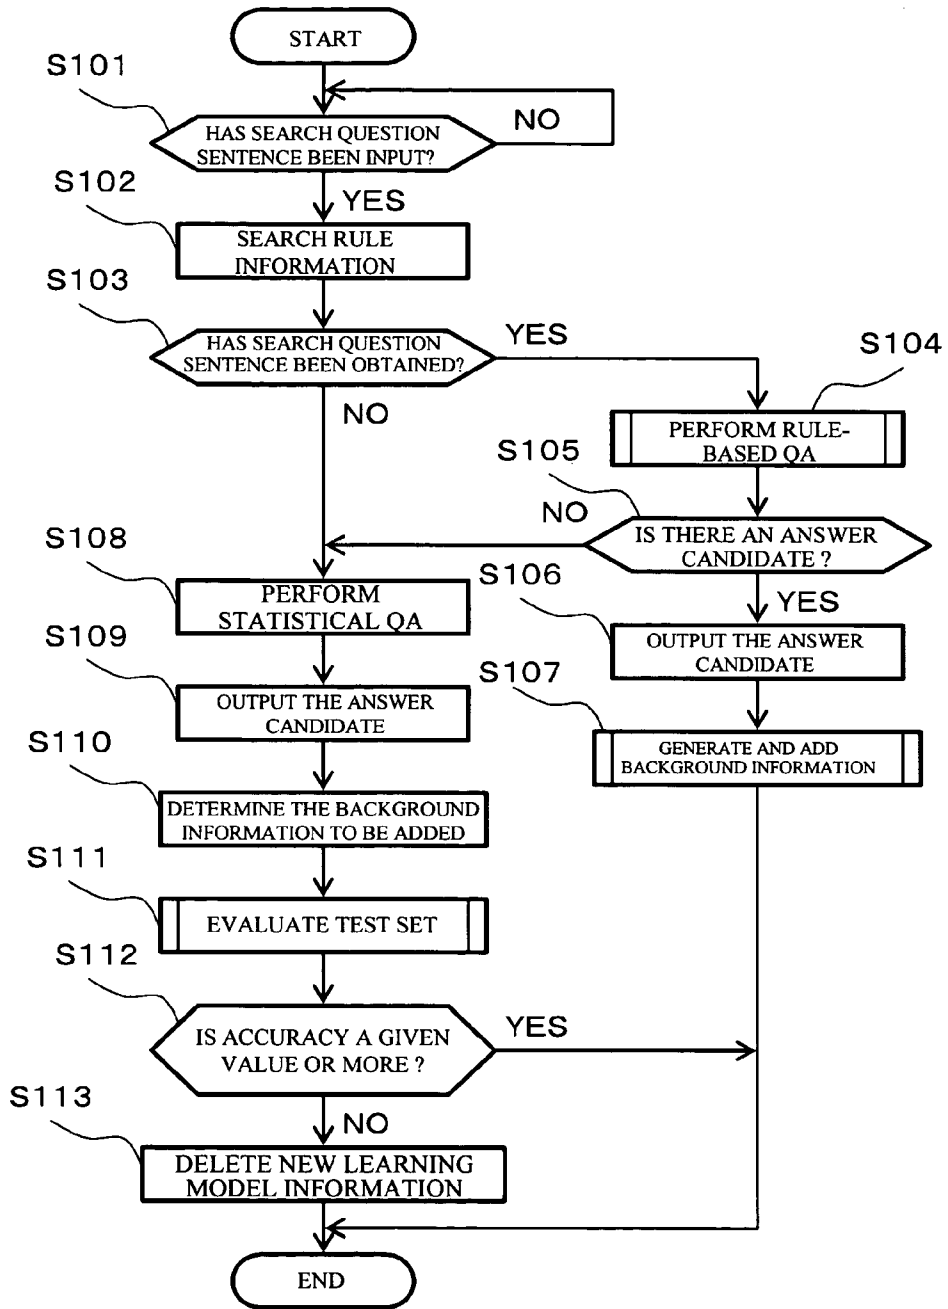 START
S101
NO
HAS SEARCH QUESTION
SENTENCE BEEN INPUT?
S102
YES
SEARCH RULE
INFORMATION
S103
HAS SEARCH QUESTION
SENTENCE BEEN OBTAINED?
YES
S104
NO
PERFORM RULE-
BASED QA
S105
NO
IS THERE AN ANSWER
CANDIDATE ?
S108
S106
YES
PERFORM
STATISTICAL QA
OUTPUT THE ANSWER
CANDIDATE
S109
S107
OUTPUT THE ANSWER
CANDIDATE
GENERATE AND ADD
BACKGROUND INFORMATION
S110
DETERMINE THE BACKGROUND
INFORMATION TO BE ADDED
S111
EVALUATE TEST SET
S112
IS ACCURACY A GIVEN
VALUE OR MORE ?
YES
S113
NO
DELETE NEW LEARNING
MODEL INFORMATION
END